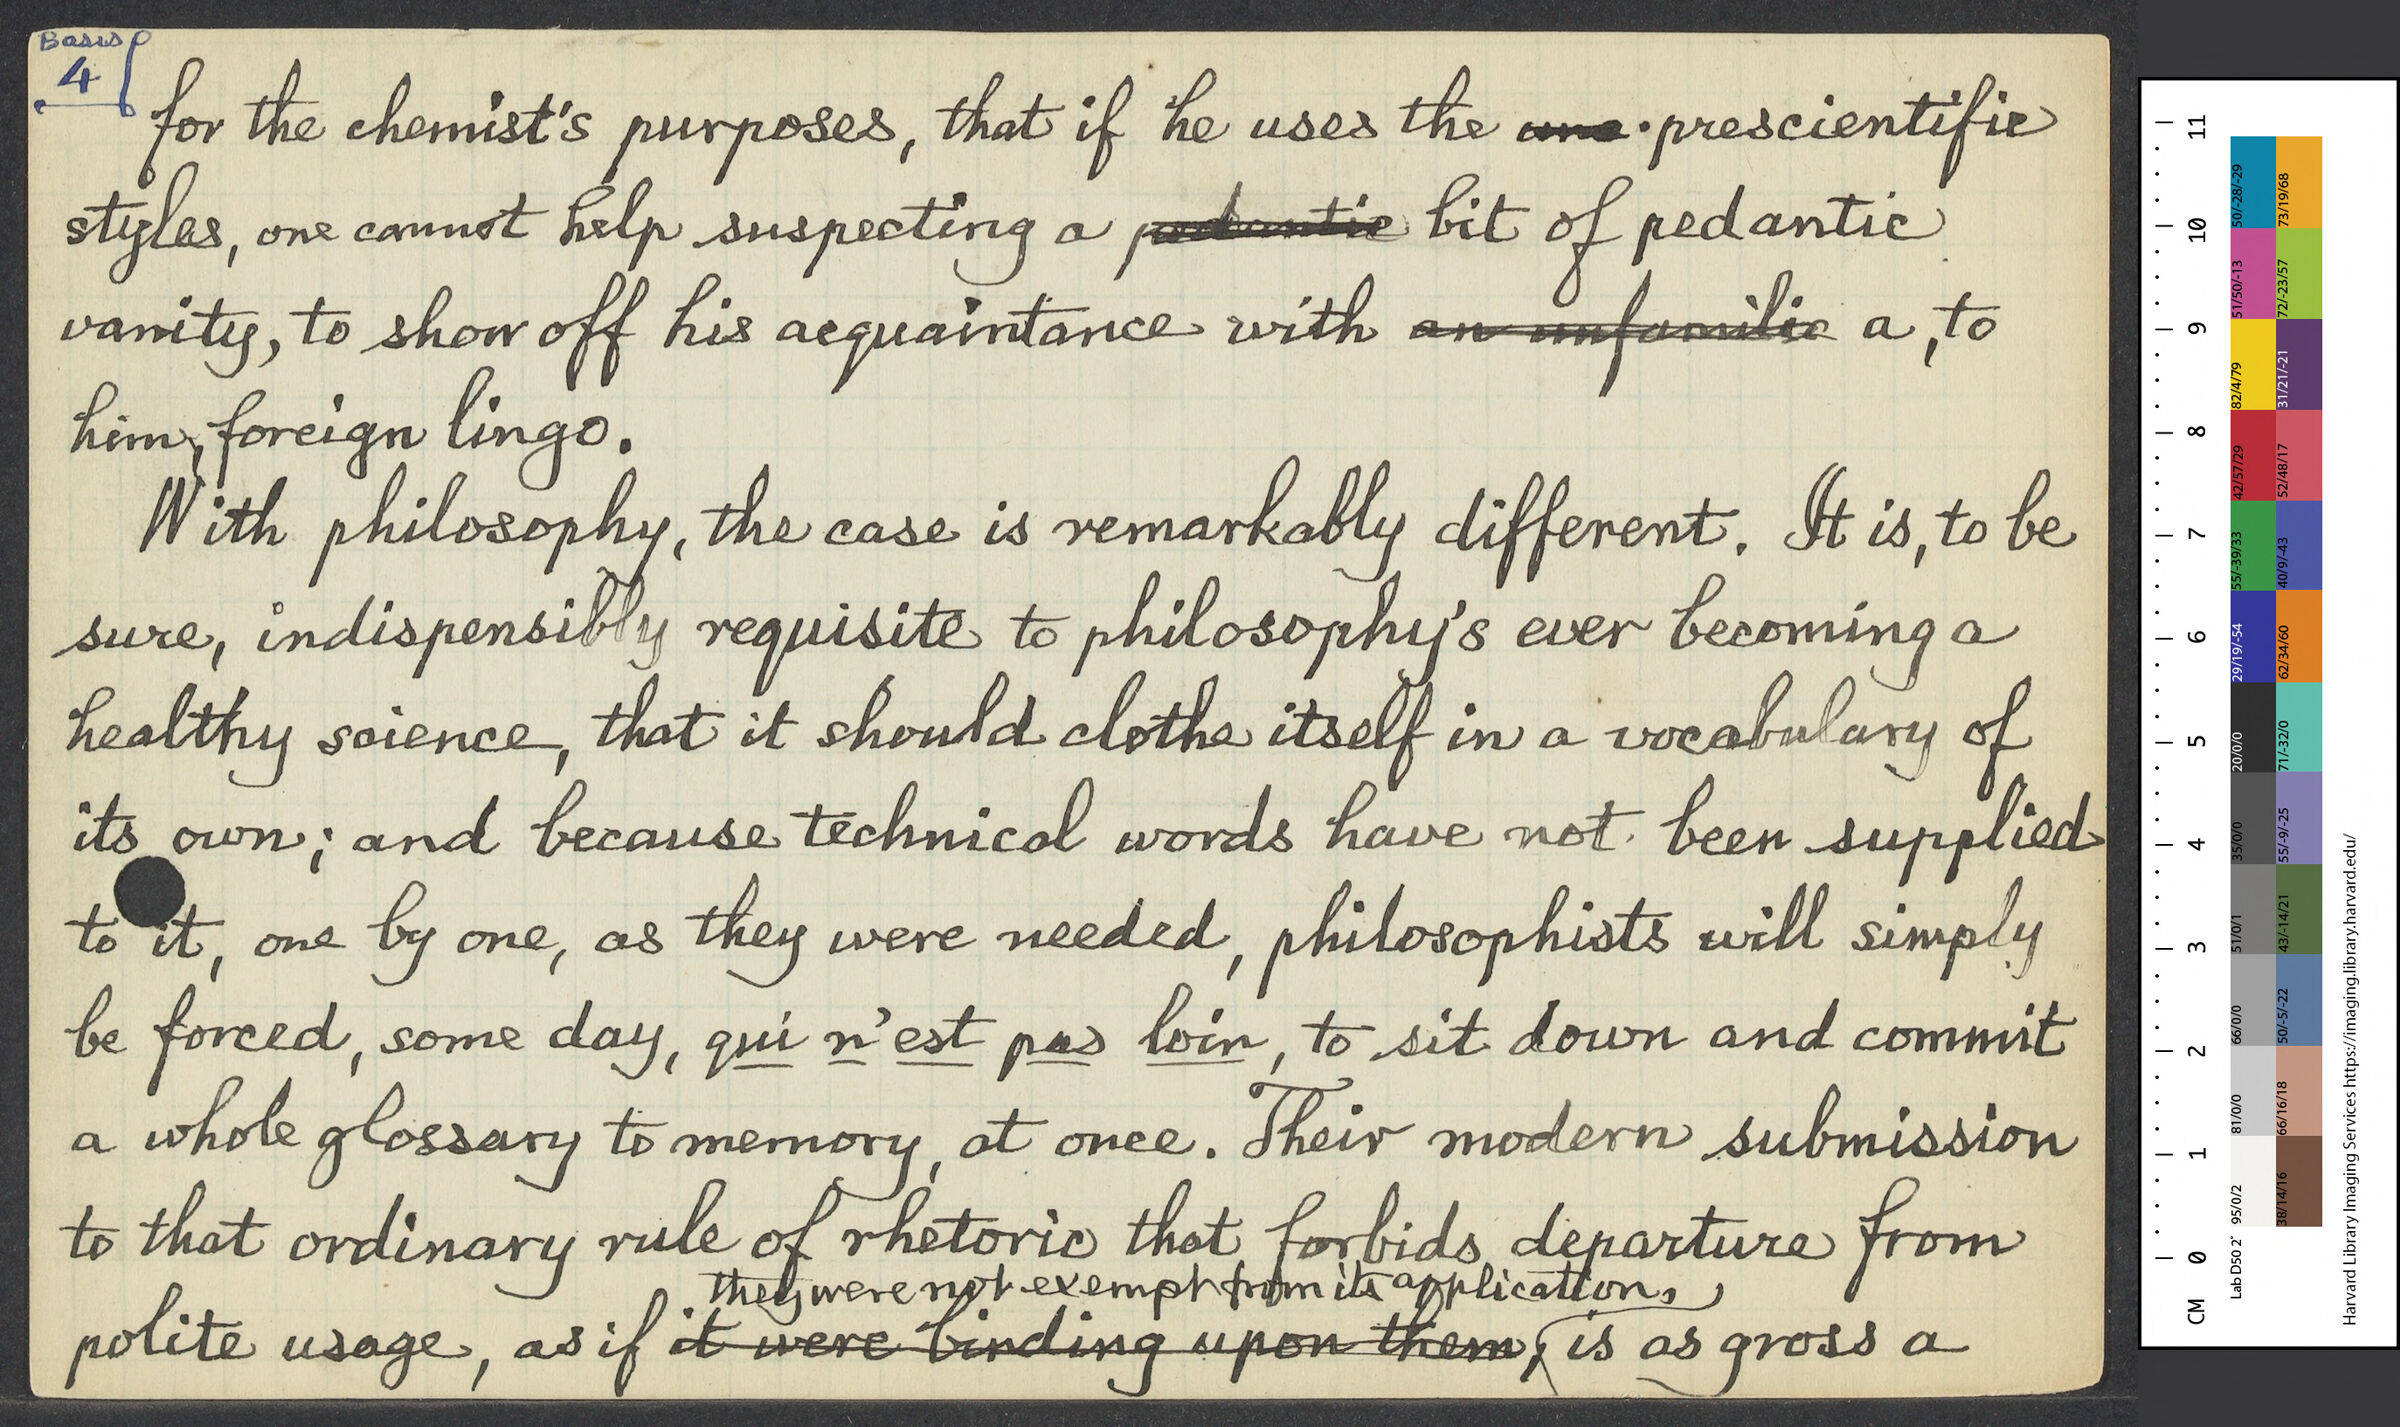 Basis P
4
for the chemist's purposes, that if he uses the une prescientific
styles, one cannot help suspecting a pedantic bit of pedantic
vanity, to show off his acquaintance with an unfamilia a, to
him, foreign lingo.
With philosophy, the case is remarkably different. It is, to be
sure, indispensibly requisite to philosophy's ever becoming a
healthy science, that it should clothe itself in a vocabulary of
its own; and because technical words have not been supplied
to it, one by one, as they were needed, philosophists will simply
be forced, some day, qui n'est pas loin, to sit down and commit
a whole glossary to memory, at once. Their modern submission
to that ordinary rule of rhetoric that forbids departure from
they were not exempt from its application,
polite usage, as if it were binding upon them, is as gross a
CM 0 1 2 3 4 5 6 7 8 9 10 11
LabD50 2˚ 95/0/2 81/0/0 66/0/0 51/0/1 35/0/0 20/0/0 29/19/-54 55/-39/33 42/57/29 82/4/79 51/50/-13 50/-28/-29
38/14/16 66/16/18 50/-5/-22 43/-14/21 55/-9/-25 71/-32/0 62/34/60 40/9/-43 52/48/17 31/21/-21 72/-23/57 73/19/68
Harvard Library Imaging Services https://imaging.library.harvard.edu/